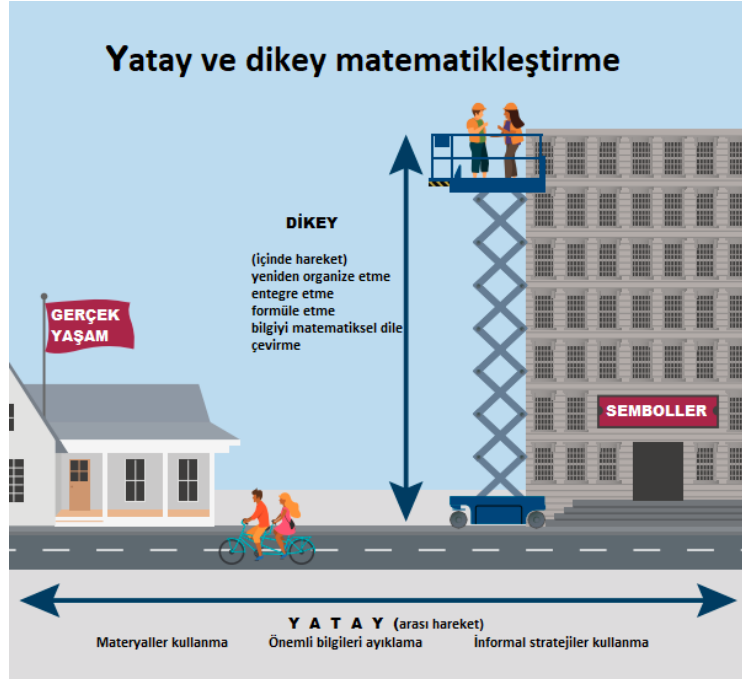 Yatay ve dikey matematikleştirme
DİKEY
(içinde hareket)
yeniden organize etme
entegre etme
formüle etme
bilgiyi matematiksel dile
çevirme
GERÇEK
YAŞAM
SEMBOLLER
Y A T A Y (arası hareket)
Materyaller kullanma Önemli bilgileri ayıklama İnformal stratejiler kullanma